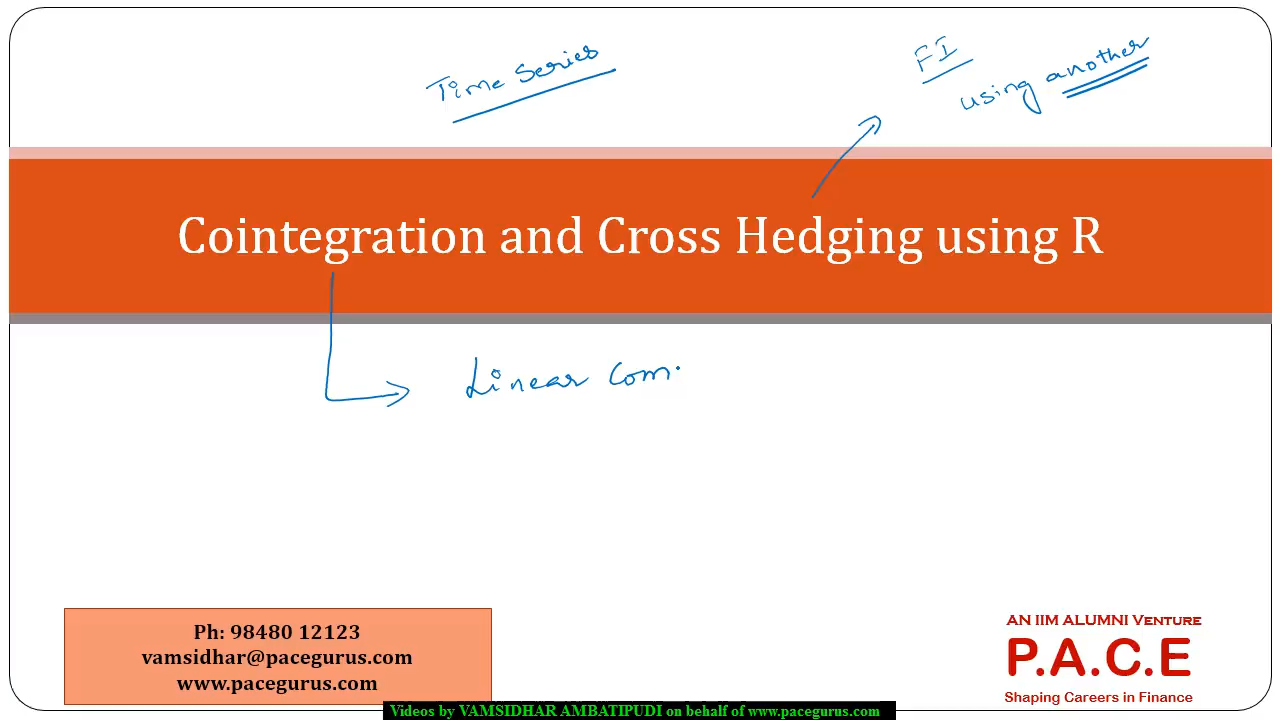 Time Series
FI
using another
Cointegration and Cross Hedging using R
Linear Com.
Ph: 98480 12123
vamsidhar@pacegurus.com
www.pacegurus.com
AN IIM ALUMNI VENTURE
P.A.C.E
Shaping Careers in Finance
Videos by VAMSIDHAR AMBATIPUDI on behalf of www.pacegurus.com